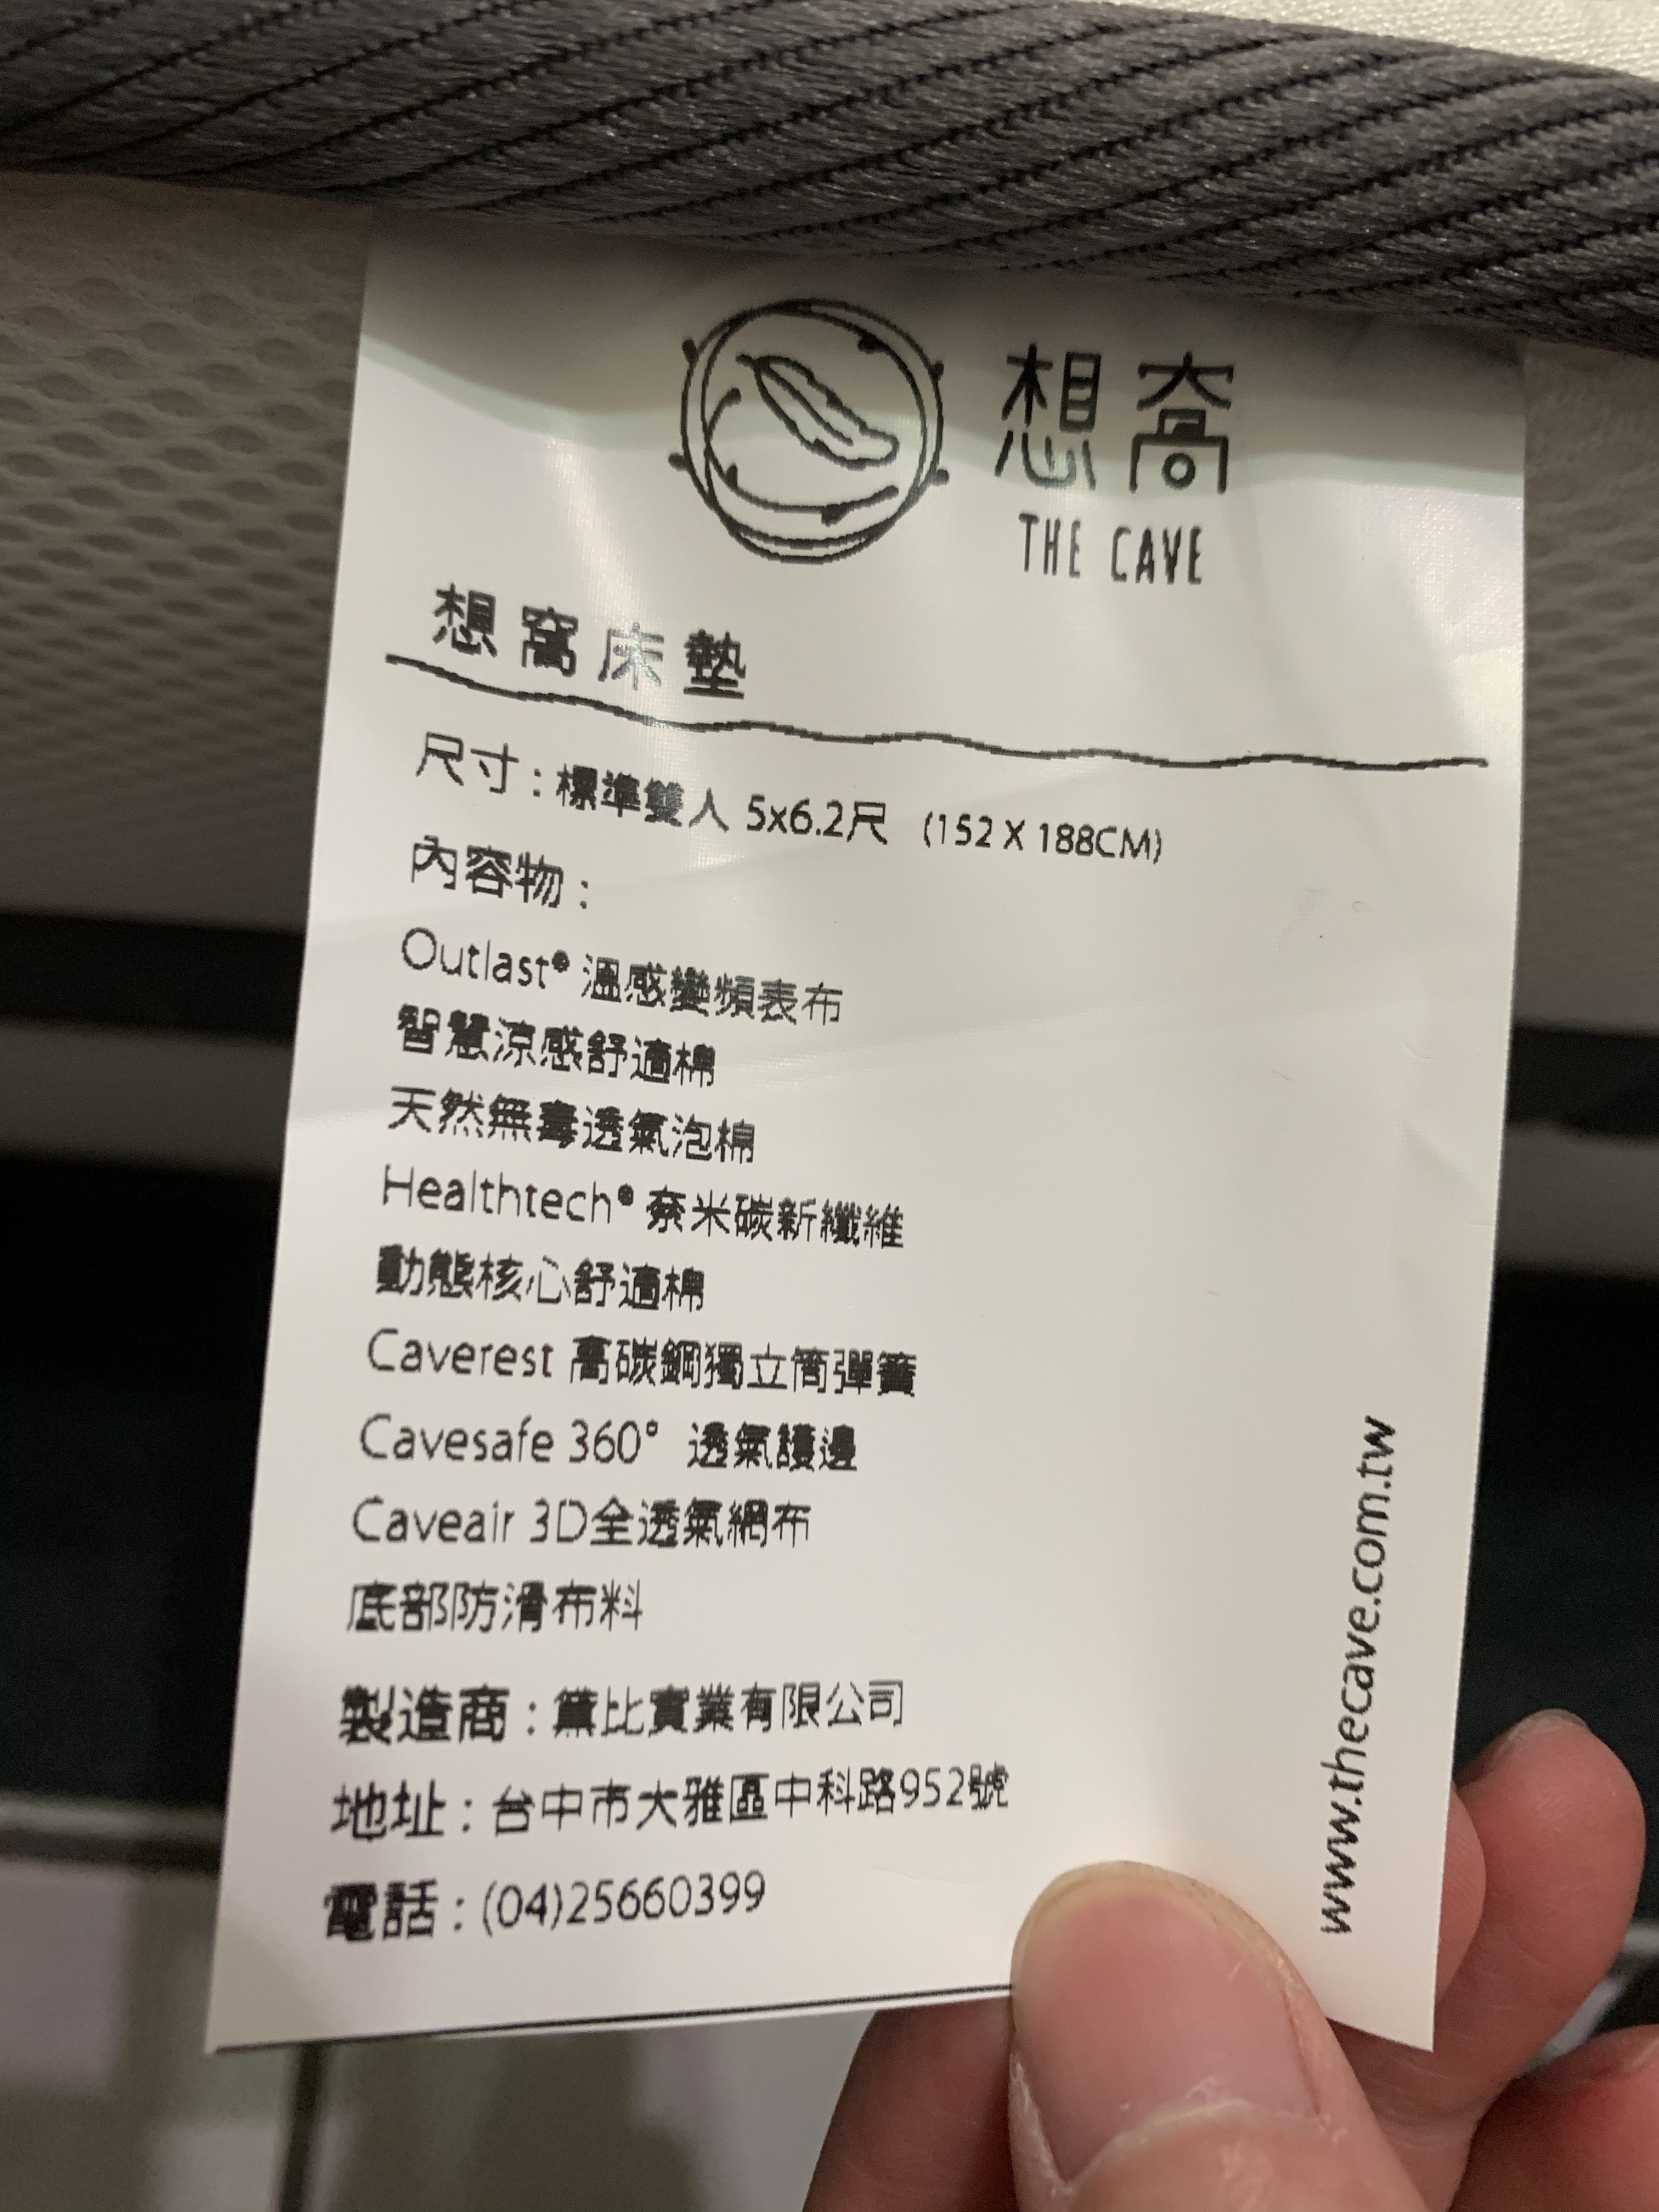 想窩
THE CAVE
想窩床墊
尺寸：標準雙人 5x6.2尺 (152 X 188CM)
內容物：
Outlast® 溫感變頻表布
智慧涼感舒適棉
天然無毒透氣泡棉
Healthtech® 奈米碳新纖維
動態核心舒適棉
Caverest 高碳鋼獨立筒彈簧
Cavesafe 360° 透氣護邊
Caveair 3D全透氣網布
底部防滑布料
製造商：黛比實業有限公司
地址：台中市大雅區中科路952號
電話：(04)25660399
www.thecave.com.tw